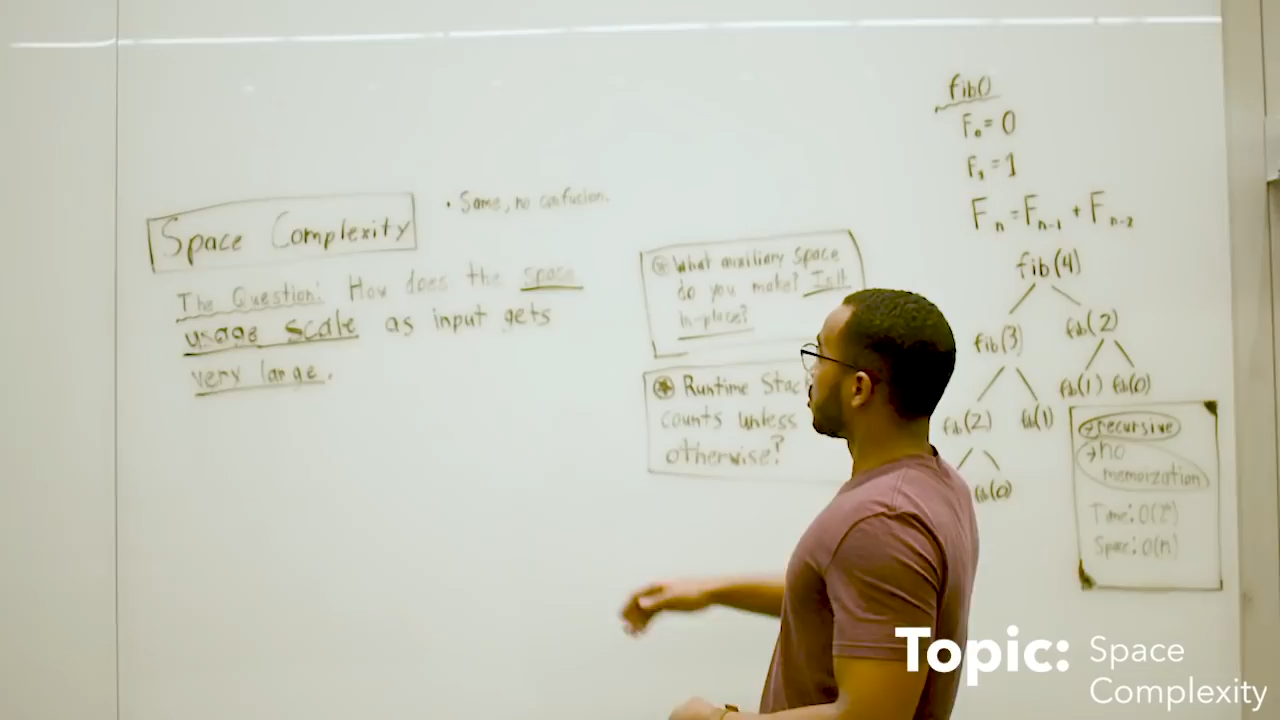 Space Complexity
• Same, no confusion.
The Question: How does the space
usage scale as input gets
very large.
What auxiliary space
do you make? Is it
in-place?
Runtime Stac
counts unless
otherwise?
fib()
F₀ = 0
F₁ = 1
Fₙ = Fₙ₋₁ + Fₙ₋₂
fib(4)
fib(3) fib(2)
fib(2) fib(1) fib(1) fib(0)
fib(0)
→recursive
→no
memoization
Time: O(2ⁿ)
Space: O(n)
Topic: Space
Complexity